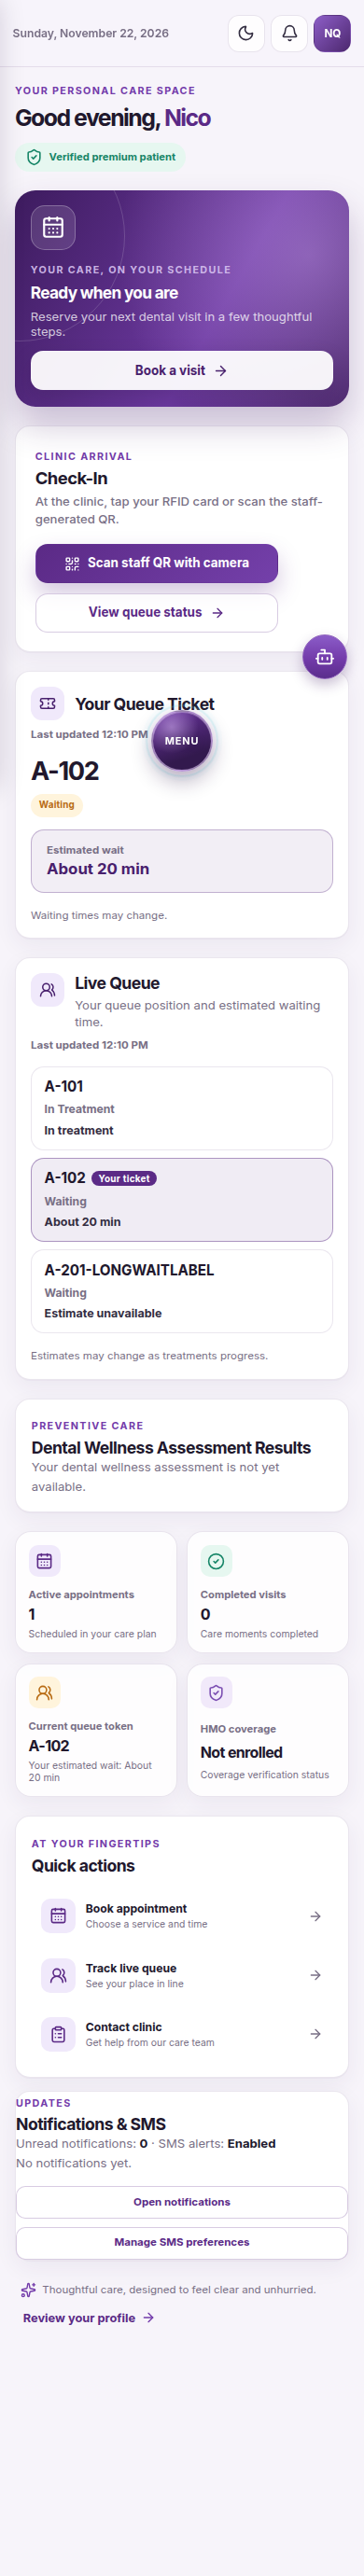 Sunday, November 22, 2026
NQ
YOUR PERSONAL CARE SPACE
Good evening, Nico
Verified premium patient
YOUR CARE, ON YOUR SCHEDULE
Ready when you are
Reserve your next dental visit in a few thoughtful
steps.
Book a visit
CLINIC ARRIVAL
Check-In
At the clinic, tap your RFID card or scan the staff-
generated QR.
Scan staff QR with camera
View queue status
Your Queue Ticket
Last updated 12:10 PM
MENU
A-102
Waiting
Estimated wait
About 20 min
Waiting times may change.
Live Queue
Your queue position and estimated waiting
time.
Last updated 12:10 PM
A-101
In Treatment
In treatment
A-102 Your ticket
Waiting
About 20 min
A-201-LONGWAITLABEL
Waiting
Estimate unavailable
Estimates may change as treatments progress.
PREVENTIVE CARE
Dental Wellness Assessment Results
Your dental wellness assessment is not yet
available.
Active appointments
1
Scheduled in your care plan
Completed visits
0
Care moments completed
Current queue token
A-102
Your estimated wait: About
20 min
HMO coverage
Not enrolled
Coverage verification status
AT YOUR FINGERTIPS
Quick actions
Book appointment
Choose a service and time
Track live queue
See your place in line
Contact clinic
Get help from our care team
UPDATES
Notifications & SMS
Unread notifications: 0 · SMS alerts: Enabled
No notifications yet.
Open notifications
Manage SMS preferences
Thoughtful care, designed to feel clear and unhurried.
Review your profile